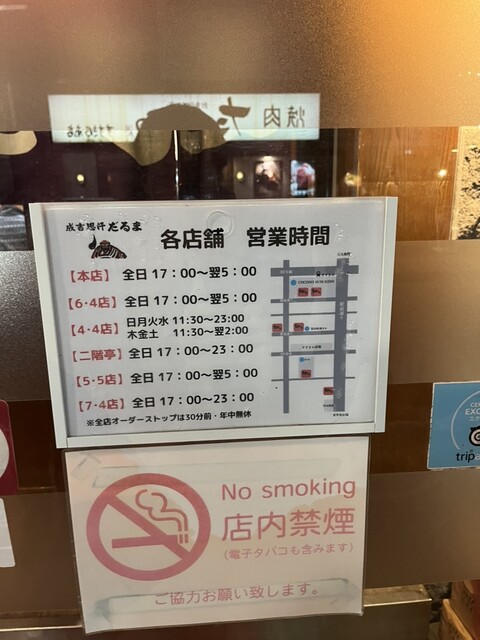 焼肉
成吉思汗だるま
各店舗 営業時間
【本店】 全日 17:00〜翌5:00
【6・4店】 全日 17:00〜翌5:00
【4・4店】 日月火水 11:30〜23:00
木金土 11:30〜翌2:00
【二階亭】 全日 17:00〜23:00
【5・5店】 全日 17:00〜翌5:00
【7・4店】 全日 17:00〜23:00
※全店オーダーストップは30分前・年中無休
No smoking
店内禁煙
(電子タバコも含みます)
ご協力お願い致します。
trip